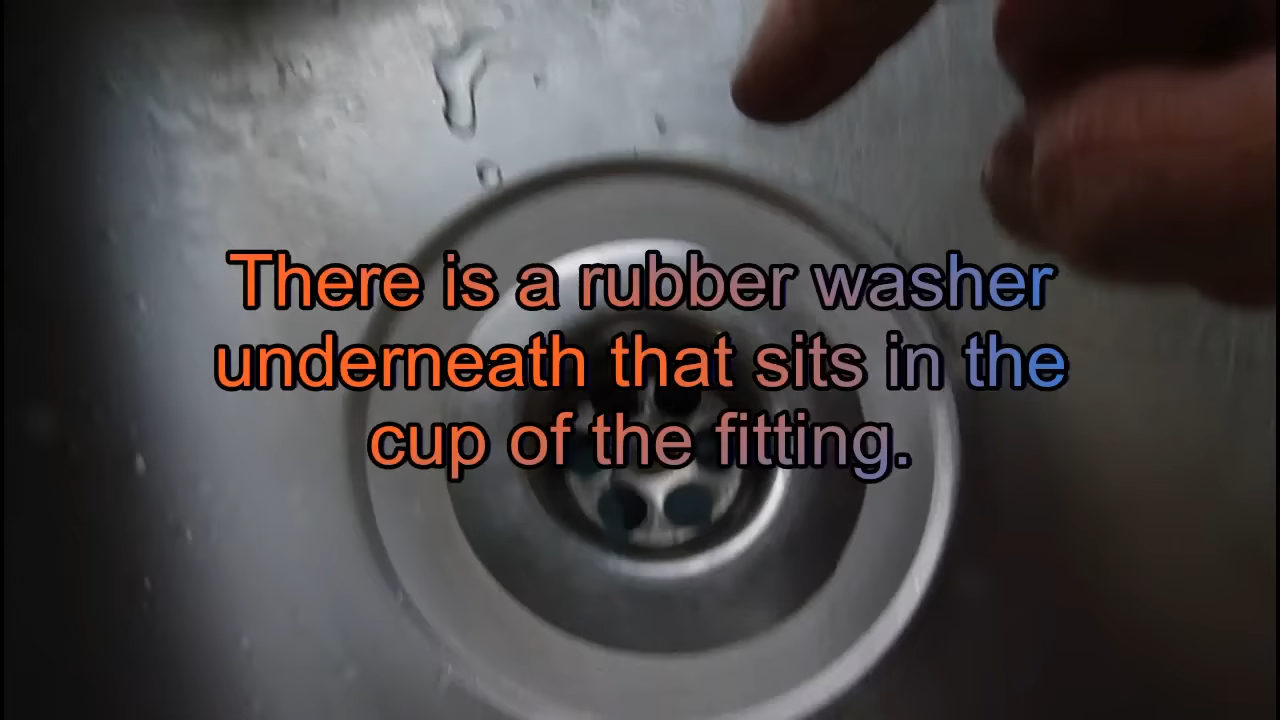 There is a rubber washer
underneath that sits in the
cup of the fitting.